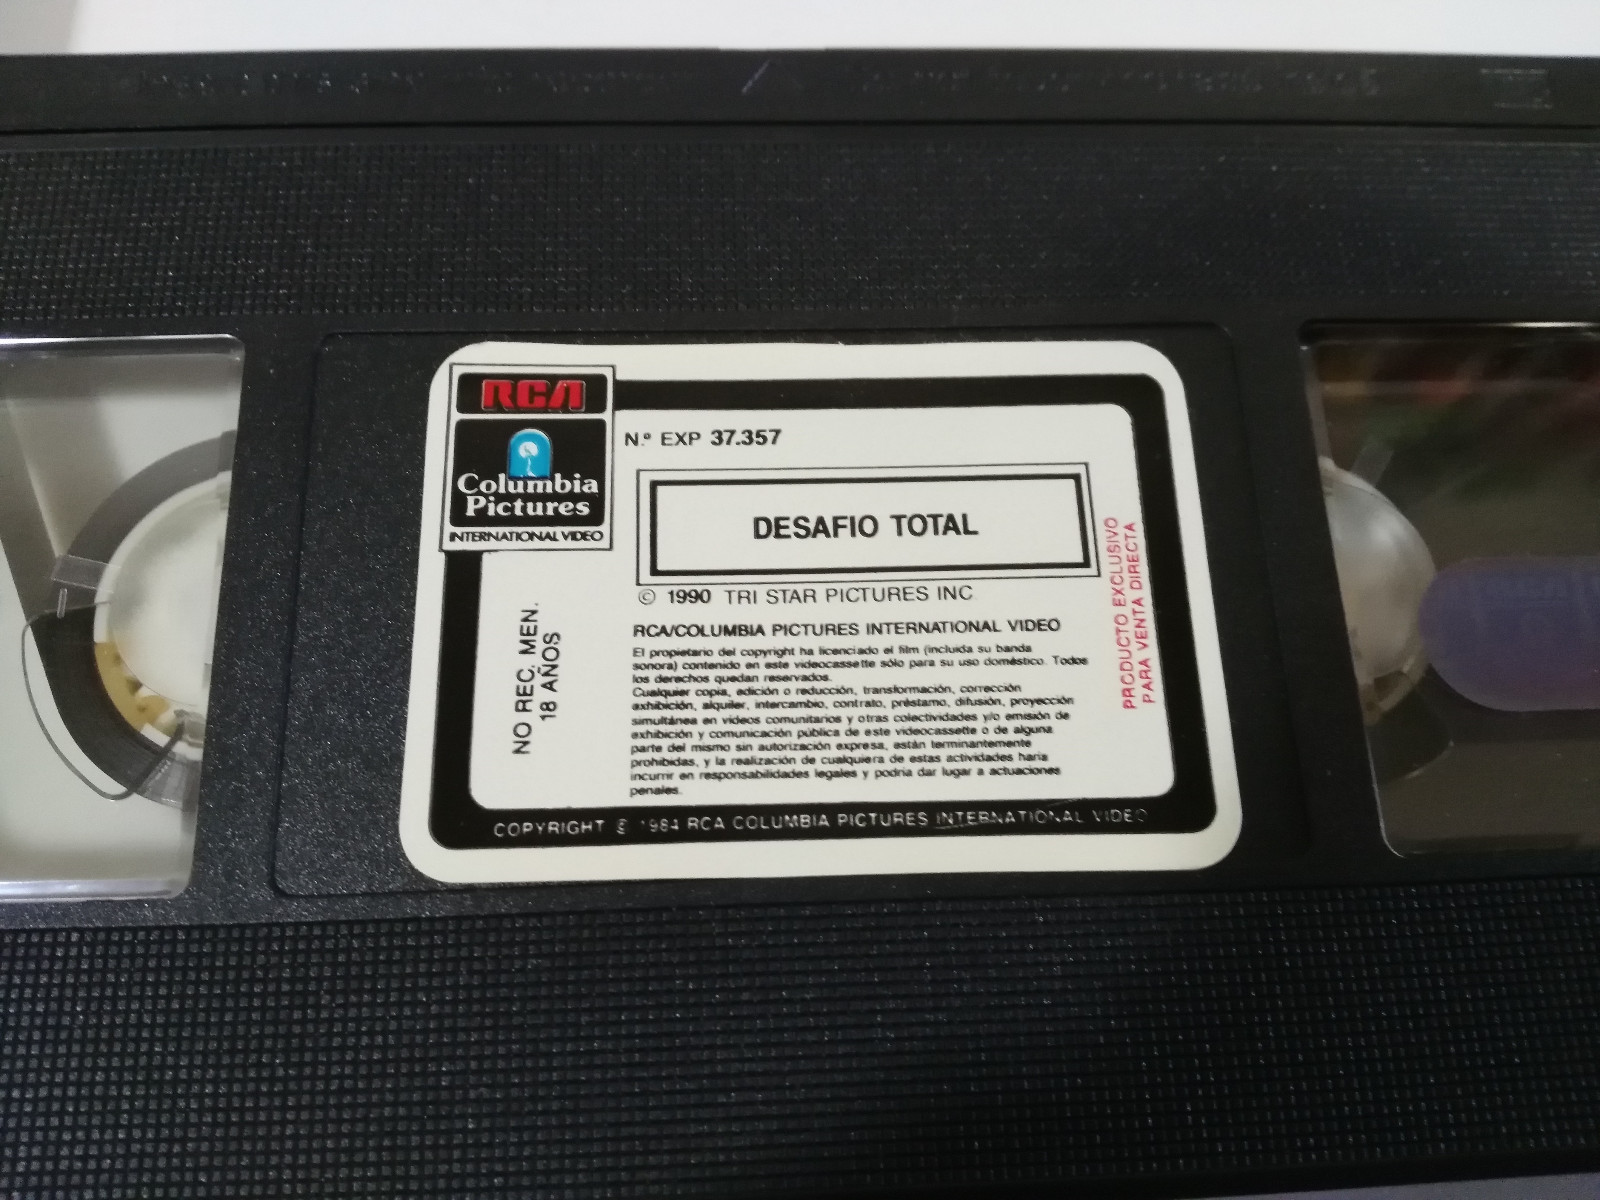 RCA
Columbia
Pictures
INTERNATIONAL VIDEO
N.º EXP 37.357
DESAFIO TOTAL
© 1990 TRI STAR PICTURES INC
RCA/COLUMBIA PICTURES INTERNATIONAL VIDEO
El propietario del copyright ha licenciado el film (incluida su banda
sonora) contenido en este videocassette sólo para su uso doméstico. Todos
los derechos quedan reservados.
Cualquier copia, edición o reducción, transformación, corrección
exhibición, alquiler, intercambio, contrato, préstamo, difusión, proyección
simultánea en videos comunitarios y otras colectividades y/o emisión de
exhibición y comunicación pública de este videocassette o de alguna
parte del mismo sin autorización expresa, están terminantemente
prohibidas, y la realización de cualquiera de estas actividades haria
incurrir en responsabilidades legales y podria dar lugar a actuaciones
penales.
NO REC. MEN.
18 AÑOS
PRODUCTO EXCLUSIVO
PARA VENTA DIRECTA
COPYRIGHT © 1984 RCA COLUMBIA PICTURES INTERNATIONAL VIDEO